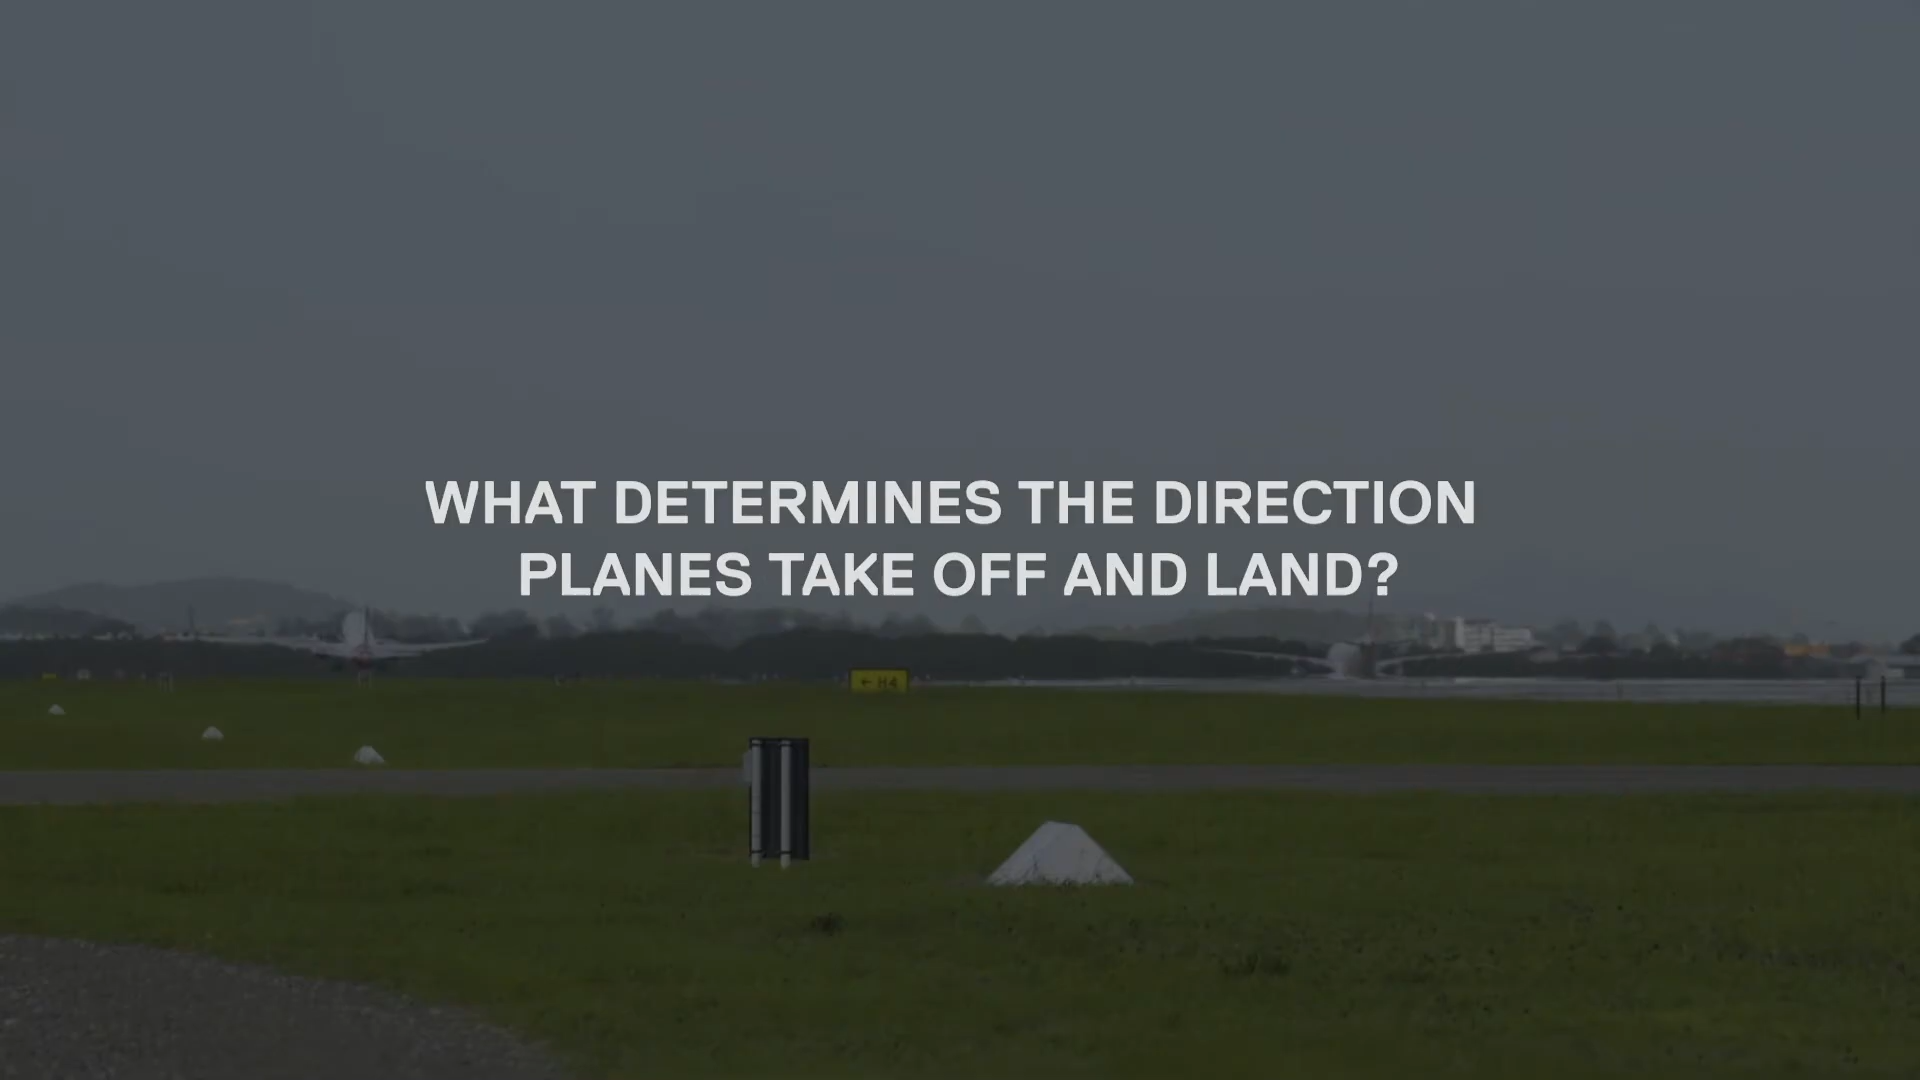 WHAT DETERMINES THE DIRECTION
PLANES TAKE OFF AND LAND?
← H4